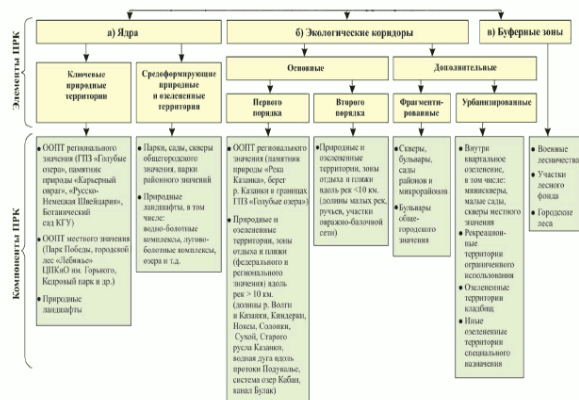 Элементы ПРК
а) Ядра
б) Экологические коридоры
в) Буферные зоны
Ключевые
природные
территории
Средоформирующие
природные
и озелененные
территория
Основные
Дополнительные
Первого
порядка
Второго
порядка
Фрагменти-
рованные
Урбанизированные
Компоненты ПРК
● ООПТ регионального
значения (ГПЗ «Голубые
озера», памятник
природы «Карьерный
овраг», «Русско-
Немецкая Швейцария»,
Ботанический
сад КГУ)
● ООПТ местного значения
(Парк Победы, городской
лес «Лебяжье»
ЦПКиО им. Горького,
Кедровый парк и др.)
● Природные
ландшафты
● Парки, сады, скверы
общегородского
значения, парки
районного значений
● Природные
ландшафты, в том
числе:
водно-болотные
комплексы, лугово-
болотные комплексы,
озера и т.д.
● ООПТ регионального
значения (памятник
природы «Река
Казанка», берег
р. Казанки в границах
ГПЗ «Голубые озера»)
● Природные и
озелененные
территории, зоны
отдыха и пляжи
(федерального и
регионального
значения) вдоль
рек > 10 км.
(долины р. Волги
и Казанки, Киндерки,
Ноксы, Солонки,
Сухой, Старого
русла Казанки,
водная дуга вдоль
протоки Подувалье,
система озер Кабан,
канал Булак)
● Природные и
озелененные
территории, зоны
отдыха и пляжи
вдоль рек <10 км.
(долины малых рек,
ручьев, участки
овражно-балочной
сети)
● Скверы,
бульвары,
сады
районов и
микрорайонов
● Бульвары
обще-
городского
значения
● Внутри
квартальное
озеленение,
в том числе:
минискверы,
малые сады,
скверы местного
значения
● Рекреацион-
ные
территории
ограниченного
использования
● Озелененные
территории
кладбищ
● Иные
озелененные
территории
специального
назначения
● Военные
лесничества
● Участки
лесного
фонда
● Городские
леса